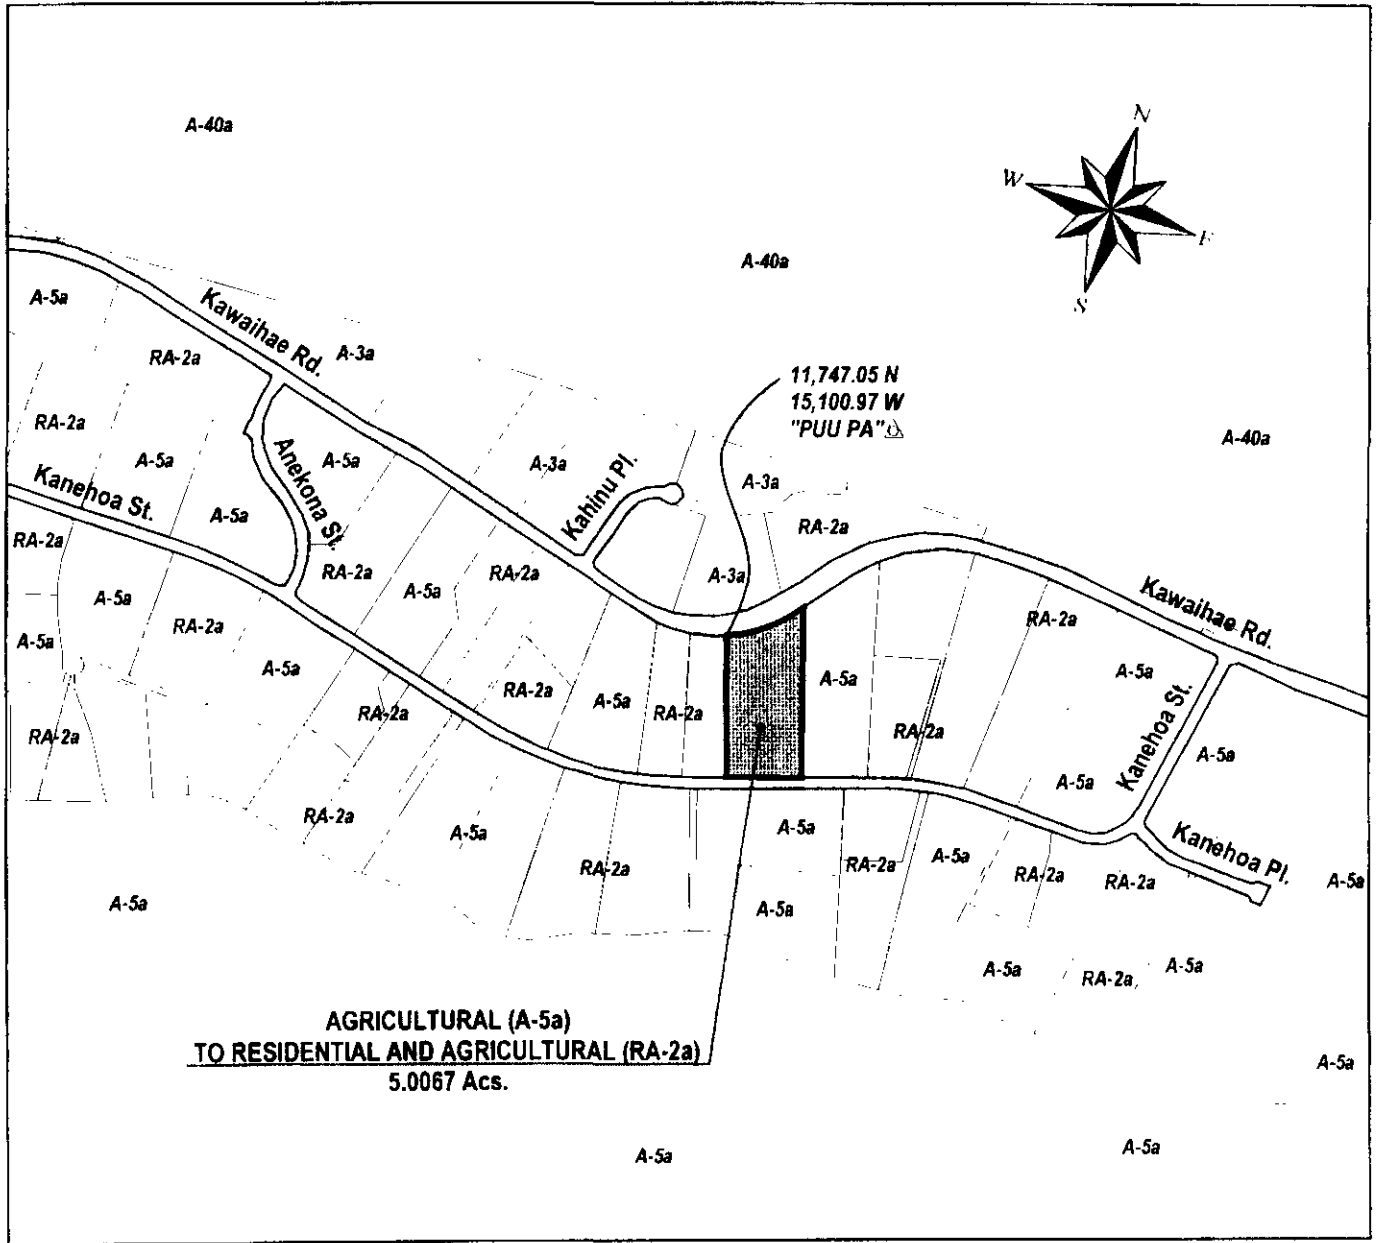 A-40a
N
W
E
S
A-40a
A-5a
Kawaihae Rd.
RA-2a
A-3a
11,747.05 N
15,100.97 W
"PUU PA"
RA-2a
A-40a
Anekona St.
A-5a
A-5a
A-3a
Kahinu Pl.
A-3a
Kanehoa St.
A-5a
RA-2a
RA-2a
RA-2a
A-5a
RA-2a
A-3a
Kawaihae Rd.
A-5a
RA-2a
RA-2a
A-5a
A-5a
RA-2a
A-5a
RA-2a
A-5a
A-5a
Kanehoa St.
RA-2a
RA-2a
RA-2a
A-5a
A-5a
RA-2a
A-5a
A-5a
Kanehoa Pl.
RA-2a
RA-2a
A-5a
RA-2a
RA-2a
A-5a
A-5a
A-5a
A-5a
RA-2a
A-5a
AGRICULTURAL (A-5a)
TO RESIDENTIAL AND AGRICULTURAL (RA-2a)
5.0067 Acs.
A-5a
A-5a
A-5a